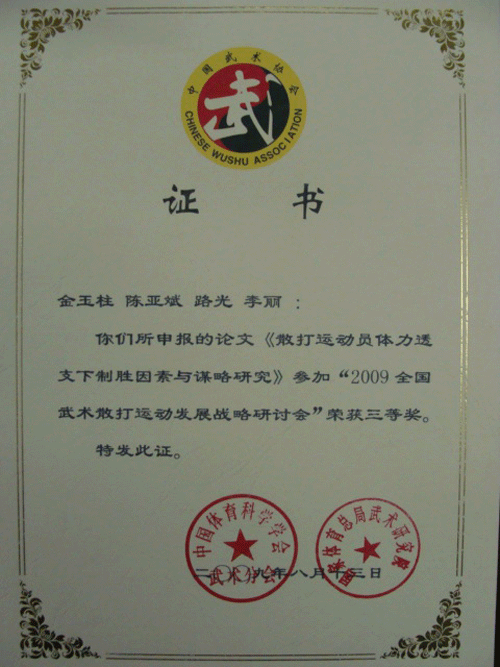 中国武术协会
武
CHINESE WUSHU ASSOCIATION
证 书
金玉柱 陈亚斌 路光 李丽：
你们所申报的论文《散打运动员体力透
支下制胜因素与谋略研究》参加“2009全国
武术散打运动发展战略研讨会”荣获三等奖。
特发此证。
中国体育科学学会
武术分会
国家体育总局武术研究院
二〇〇九年八月十三日